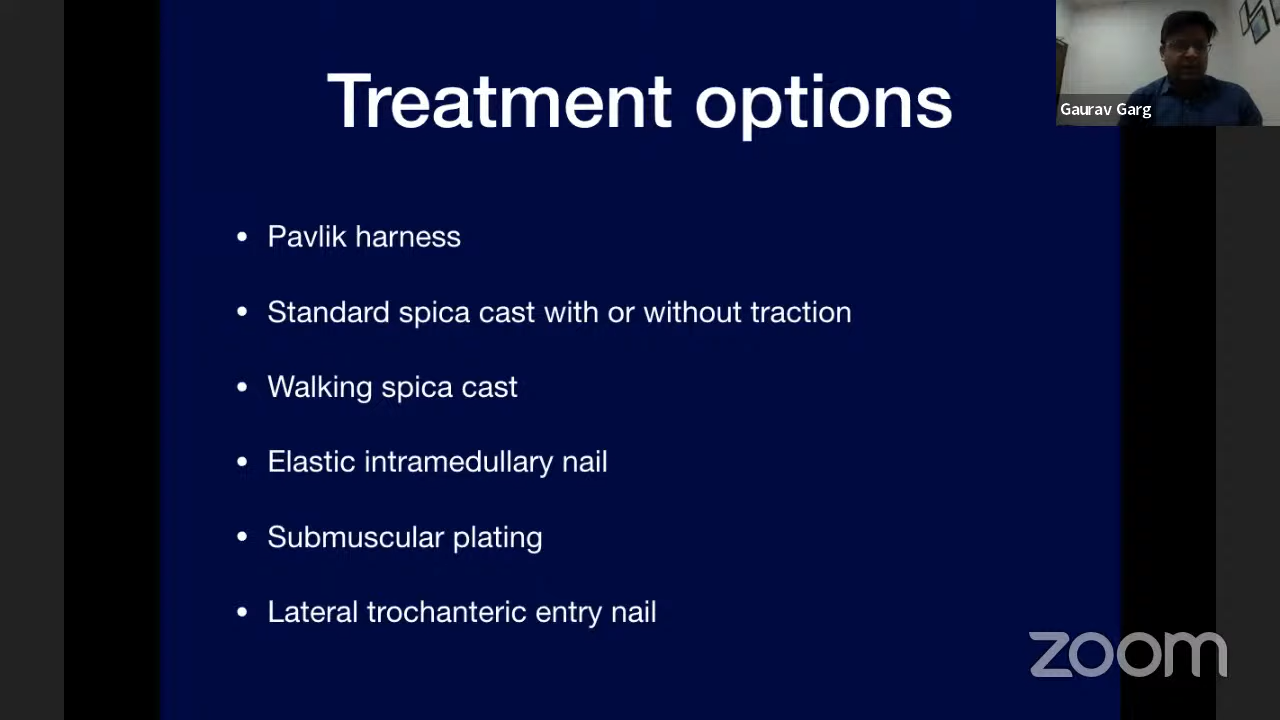 Treatment options
Gaurav Garg
• Pavlik harness
• Standard spica cast with or without traction
• Walking spica cast
• Elastic intramedullary nail
• Submuscular plating
• Lateral trochanteric entry nail
zoom